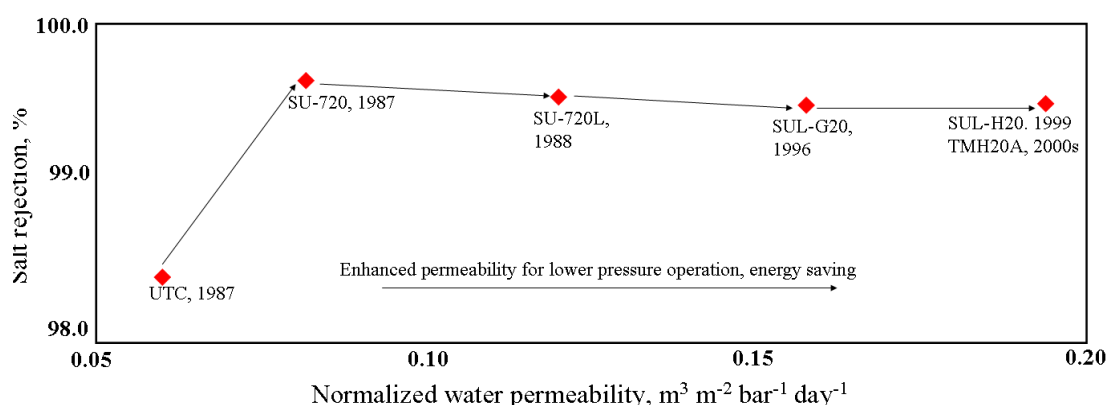 100.0
Salt rejection, %
SU-720, 1987
SU-720L,
1988
SUL-G20,
1996
SUL-H20. 1999
TMH20A, 2000s
99.0
Enhanced permeability for lower pressure operation, energy saving
UTC, 1987
98.0
0.05
0.10
0.15
0.20
Normalized water permeability, m³ m⁻² bar⁻¹ day⁻¹